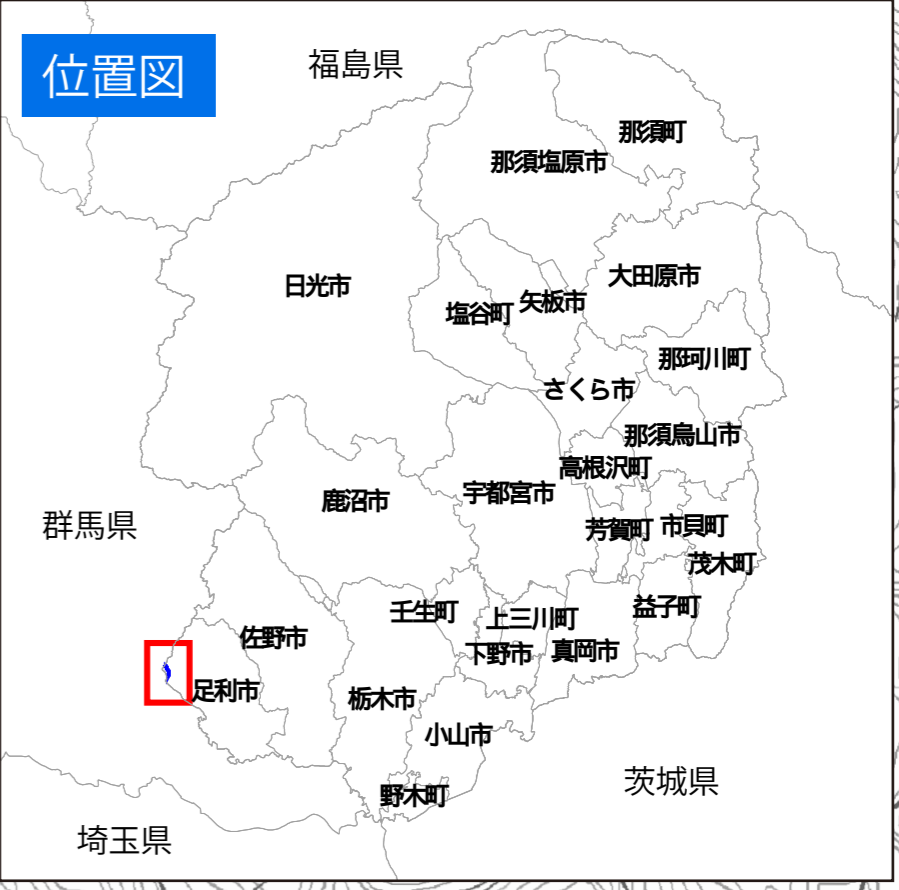 位置図
福島県
那須町
那須塩原市
大田原市
日光市
矢板市
塩谷町
那珂川町
さくら市
那須烏山市
高根沢町
宇都宮市
鹿沼市
群馬県
芳賀町
市貝町
茂木町
益子町
壬生町
上三川町
佐野市
下野市
真岡市
足利市
栃木市
小山市
茨城県
野木町
埼玉県